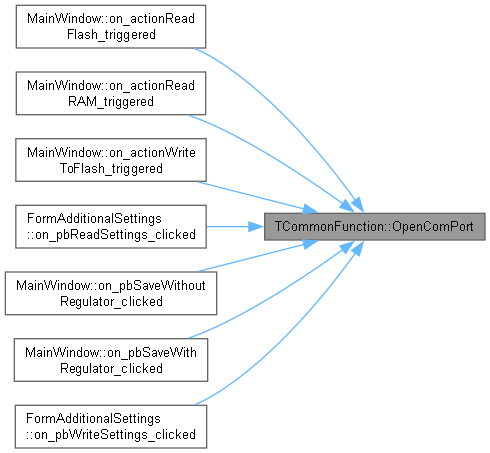 MainWindow::on_actionRead
Flash_triggered
MainWindow::on_actionRead
RAM_triggered
MainWindow::on_actionWrite
ToFlash_triggered
FormAdditionalSettings
::on_pbReadSettings_clicked
TCommonFunction::OpenComPort
MainWindow::on_pbSaveWithout
Regulator_clicked
MainWindow::on_pbSaveWith
Regulator_clicked
FormAdditionalSettings
::on_pbWriteSettings_clicked